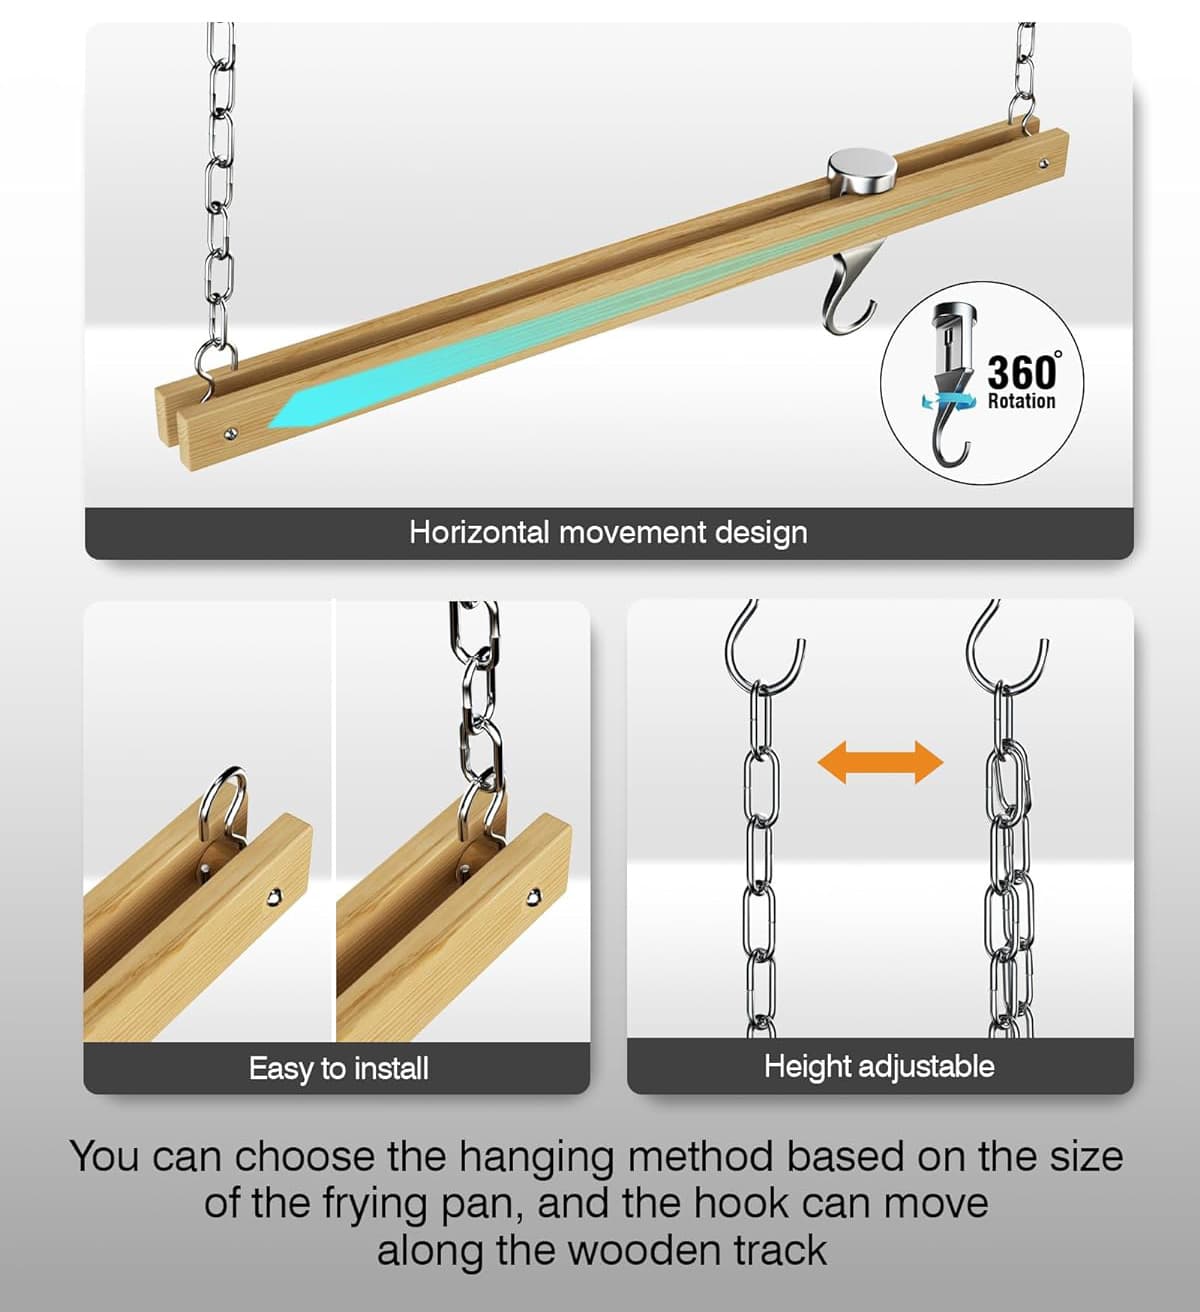 360°
Rotation
Horizontal movement design
Easy to install
Height adjustable
You can choose the hanging method based on the size
of the frying pan, and the hook can move
along the wooden track